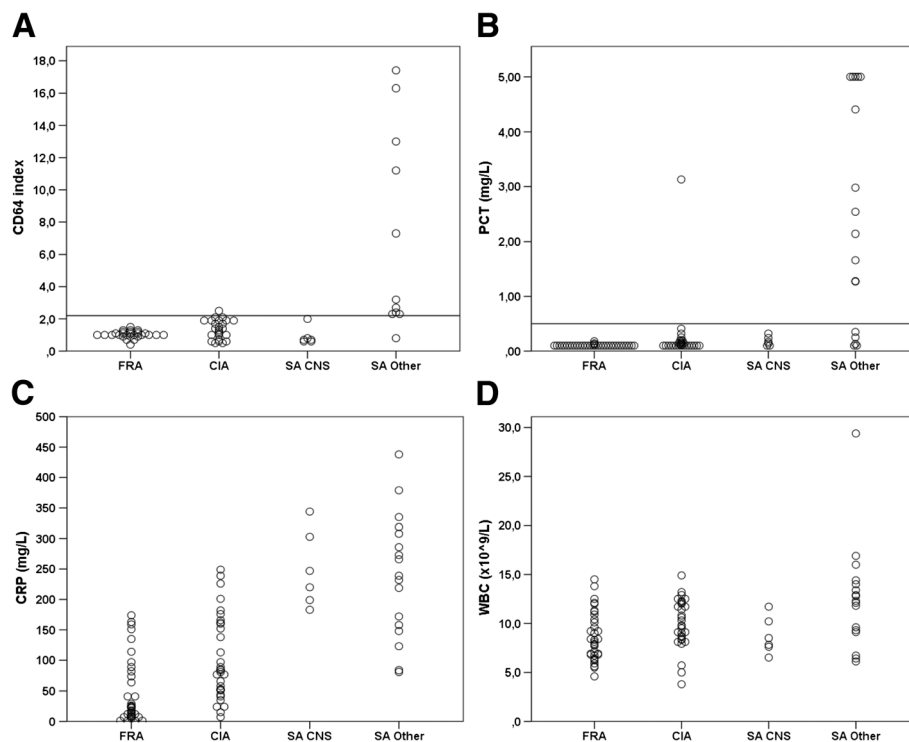 A
CD64 index
18,0
16,0
14,0
12,0
10,0
8,0
6,0
4,0
2,0
,0
FRA CIA SA CNS SA Other
B
PCT (mg/L)
5,00
4,00
3,00
2,00
1,00
,00
FRA CIA SA CNS SA Other
C
CRP (mg/L)
500
450
400
350
300
250
200
150
100
50
0
FRA CIA SA CNS SA Other
D
WBC (x10^9/L)
30,0
25,0
20,0
15,0
10,0
5,0
,0
FRA CIA SA CNS SA Other